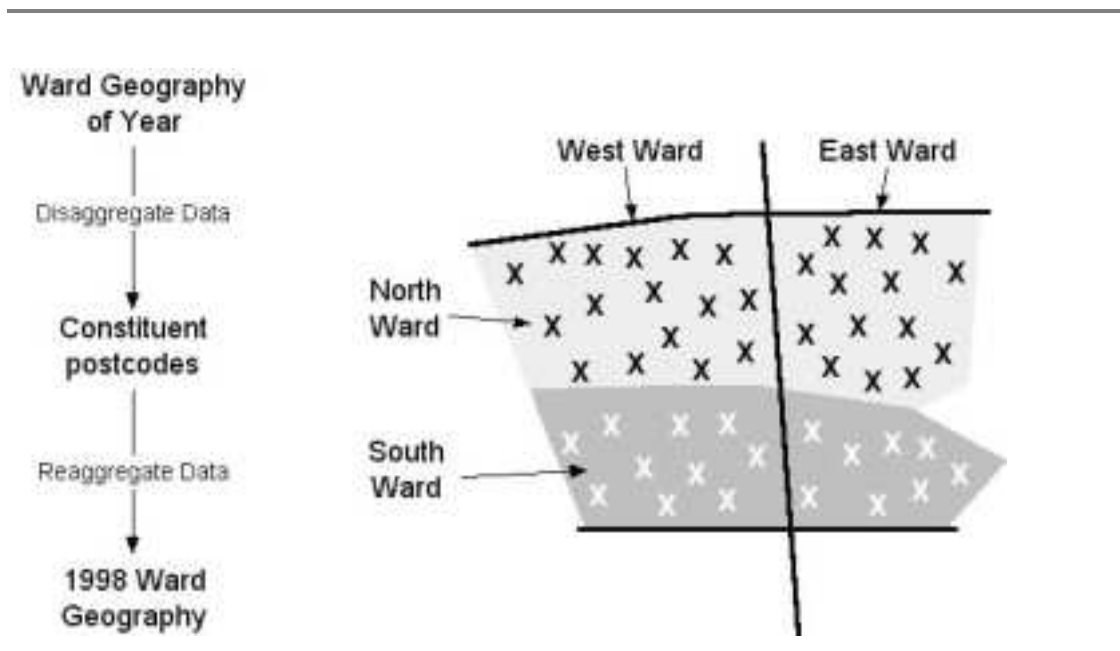 Ward Geography
of Year
Disaggregate Data
Constituent
postcodes
Reaggregate Data
1998 Ward
Geography
West Ward
East Ward
North
Ward
South
Ward